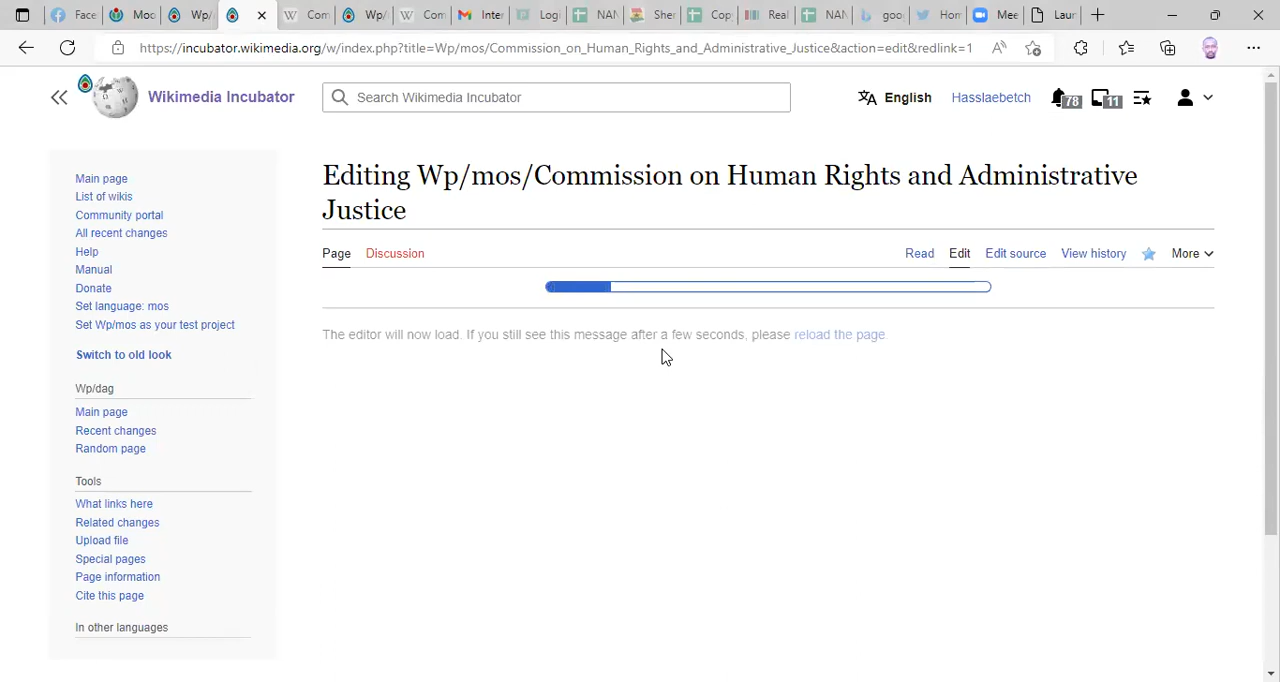 Face
Moo
Wp/
Com
Wp/
Com
Inter
Logi
NAN
Sher
Cop
Real
NAN
goo
Hom
Mee
Laur
https://incubator.wikimedia.org/w/index.php?title=Wp/mos/Commission_on_Human_Rights_and_Administrative_Justice&action=edit&redlink=1
Wikimedia Incubator
Search Wikimedia Incubator
English
Hasslaebetch
78
11
Main page
List of wikis
Community portal
All recent changes
Help
Manual
Donate
Set language: mos
Set Wp/mos as your test project
Switch to old look
Wp/dag
Main page
Recent changes
Random page
Tools
What links here
Related changes
Upload file
Special pages
Page information
Cite this page
In other languages
Editing Wp/mos/Commission on Human Rights and Administrative
Justice
Page Discussion
Read Edit Edit source View history More
The editor will now load. If you still see this message after a few seconds, please reload the page.